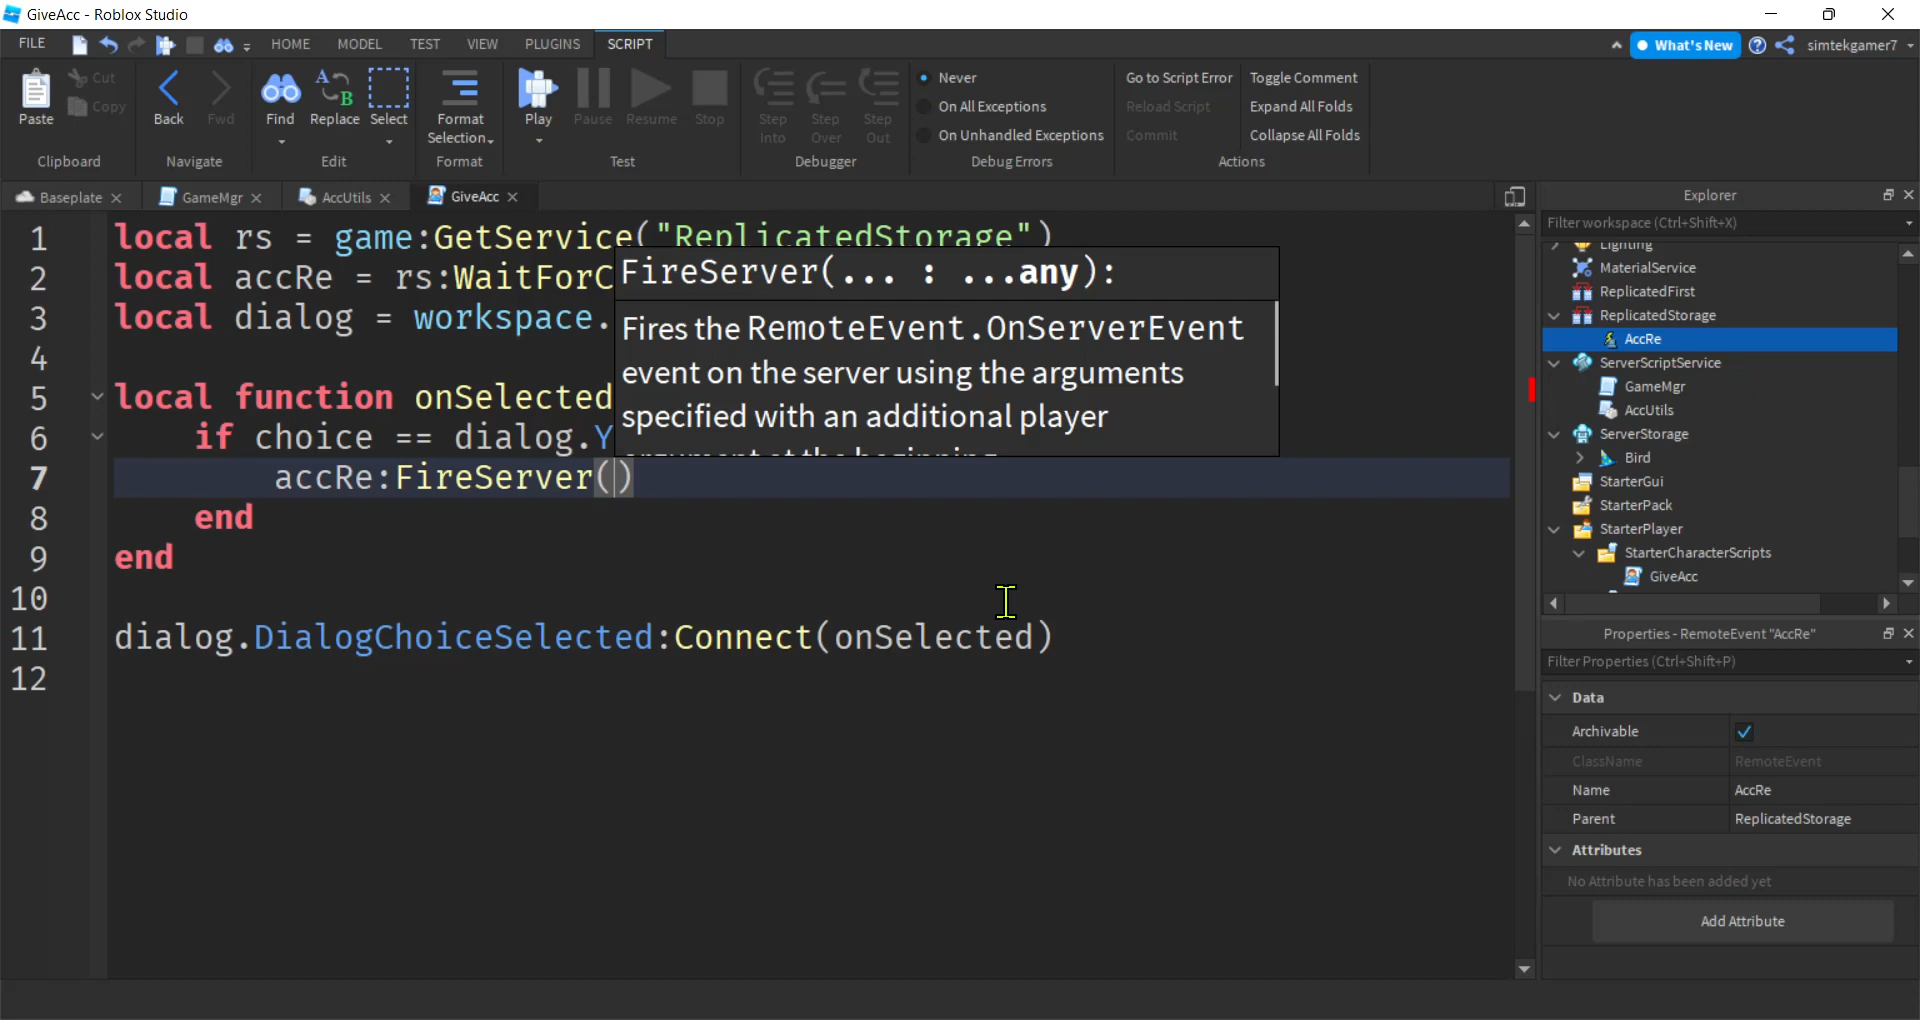 GiveAcc - Roblox Studio
FILE HOME MODEL TEST VIEW PLUGINS SCRIPT What's New simtekgamer7
Paste Cut Copy Back Fwd Find Replace Select Format Selection Play Pause Resume Stop Step Into Step Over Step Out
Never Go to Script Error Toggle Comment
On All Exceptions Reload Script Expand All Folds
On Unhandled Exceptions Commit Collapse All Folds
Clipboard Navigate Edit Format Test Debugger Debug Errors Actions
Baseplate GameMgr AccUtils GiveAcc
1 local rs = game:GetService("ReplicatedStorage")
2 local accRe = rs:WaitForC
3 local dialog = workspace.
4
5 local function onSelected
6 if choice == dialog.Y
7 accRe:FireServer()
8 end
9 end
10
11 dialog.DialogChoiceSelected:Connect(onSelected)
12
FireServer(... : ...any):
Fires the RemoteEvent.OnServerEvent
event on the server using the arguments
specified with an additional player
Explorer
Filter workspace (Ctrl+Shift+X)
Lighting
MaterialService
ReplicatedFirst
ReplicatedStorage
AccRe
ServerScriptService
GameMgr
AccUtils
ServerStorage
Bird
StarterGui
StarterPack
StarterPlayer
StarterCharacterScripts
GiveAcc
Properties - RemoteEvent "AccRe"
Filter Properties (Ctrl+Shift+P)
Data
Archivable
ClassName RemoteEvent
Name AccRe
Parent ReplicatedStorage
Attributes
No Attribute has been added yet
Add Attribute